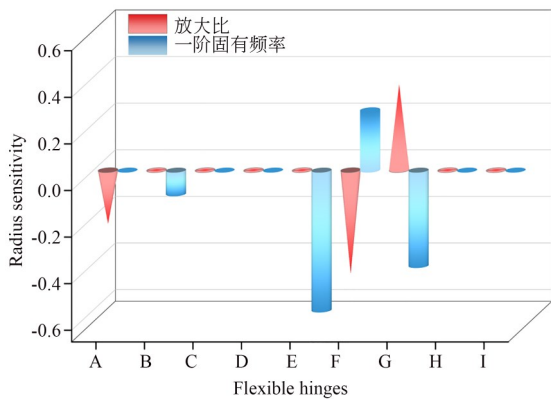 放大比
一阶固有频率
0.6
0.4
0.2
0.0
-0.2
-0.4
-0.6
Radius sensitivity
A B C D E F G H I
Flexible hinges